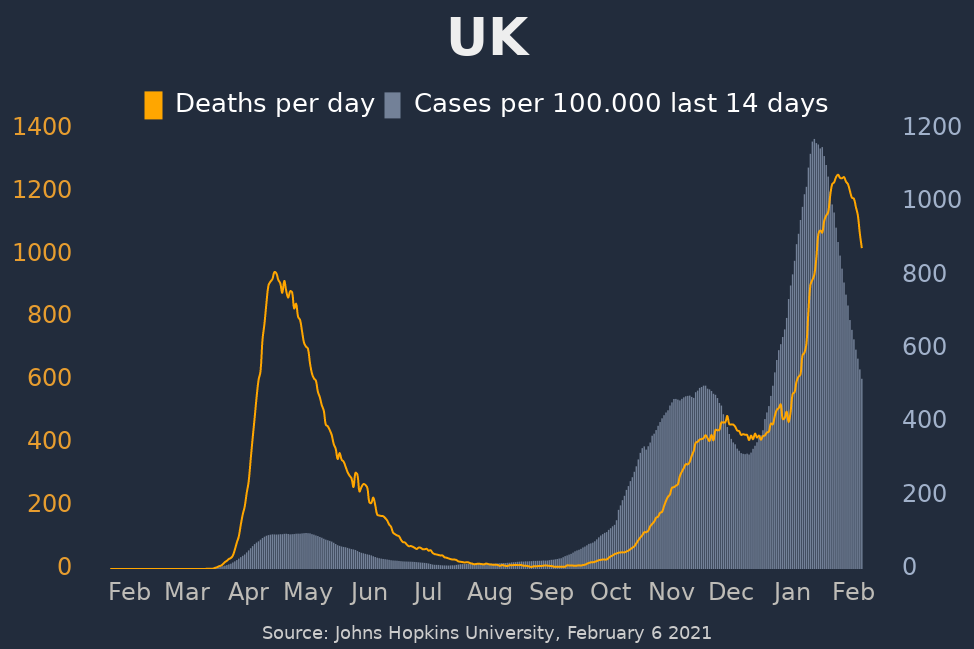 UK
Deaths per day Cases per 100.000 last 14 days
1400 1200
1200 1000
1000 800
800 600
600 400
400 200
200 0
0
Feb Mar Apr May Jun Jul Aug Sep Oct Nov Dec Jan Feb
Source: Johns Hopkins University, February 6 2021